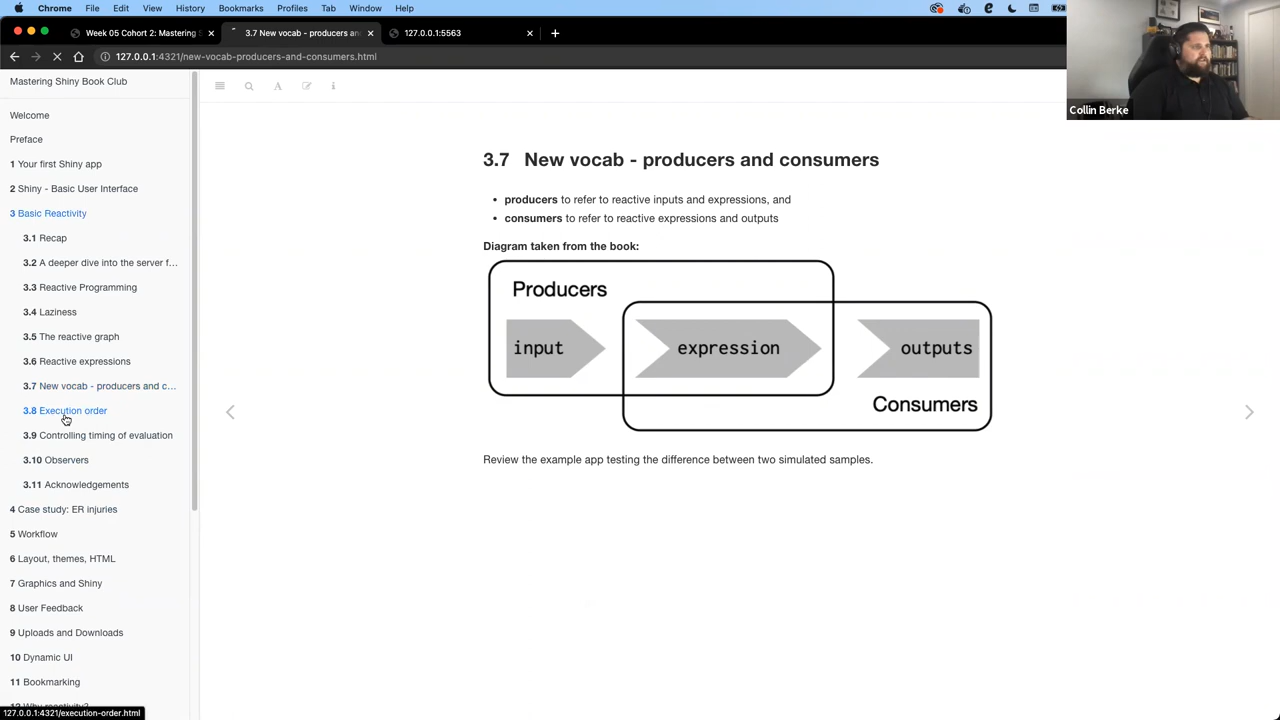 Chrome File Edit View History Bookmarks Profiles Tab Window Help
Week 05 Cohort 2: Mastering S
3.7 New vocab - producers an
127.0.0.1:5563
127.0.0.1:4321/new-vocab-producers-and-consumers.html
Collin Berke
Mastering Shiny Book Club
Welcome
Preface
1 Your first Shiny app
2 Shiny - Basic User Interface
3 Basic Reactivity
3.1 Recap
3.2 A deeper dive into the server f...
3.3 Reactive Programming
3.4 Laziness
3.5 The reactive graph
3.6 Reactive expressions
3.7 New vocab - producers and c...
3.8 Execution order
3.9 Controlling timing of evaluation
3.10 Observers
3.11 Acknowledgements
4 Case study: ER injuries
5 Workflow
6 Layout, themes, HTML
7 Graphics and Shiny
8 User Feedback
9 Uploads and Downloads
10 Dynamic UI
11 Bookmarking
12 Why reactivity?
127.0.0.1:4321/execution-order.html
3.7 New vocab - producers and consumers
• producers to refer to reactive inputs and expressions, and
• consumers to refer to reactive expressions and outputs
Diagram taken from the book:
Producers
input expression outputs
Consumers
Review the example app testing the difference between two simulated samples.